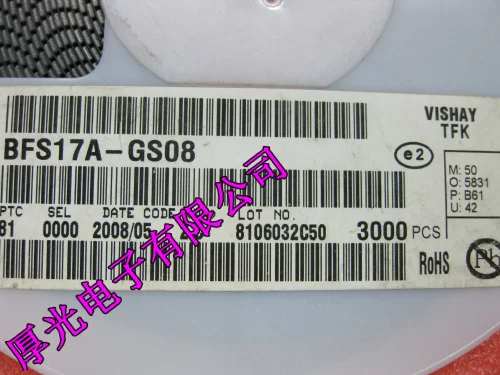 VISHAY
TFK
BFS17A-GS08
e2
M: 50
O: 5831
P: B61
U: 42
PTC SEL DATE CODE LOT NO.
81 0000 2008/05 8106032C50 3000 PCS
RoHS
Pb
厚光电子有限公司